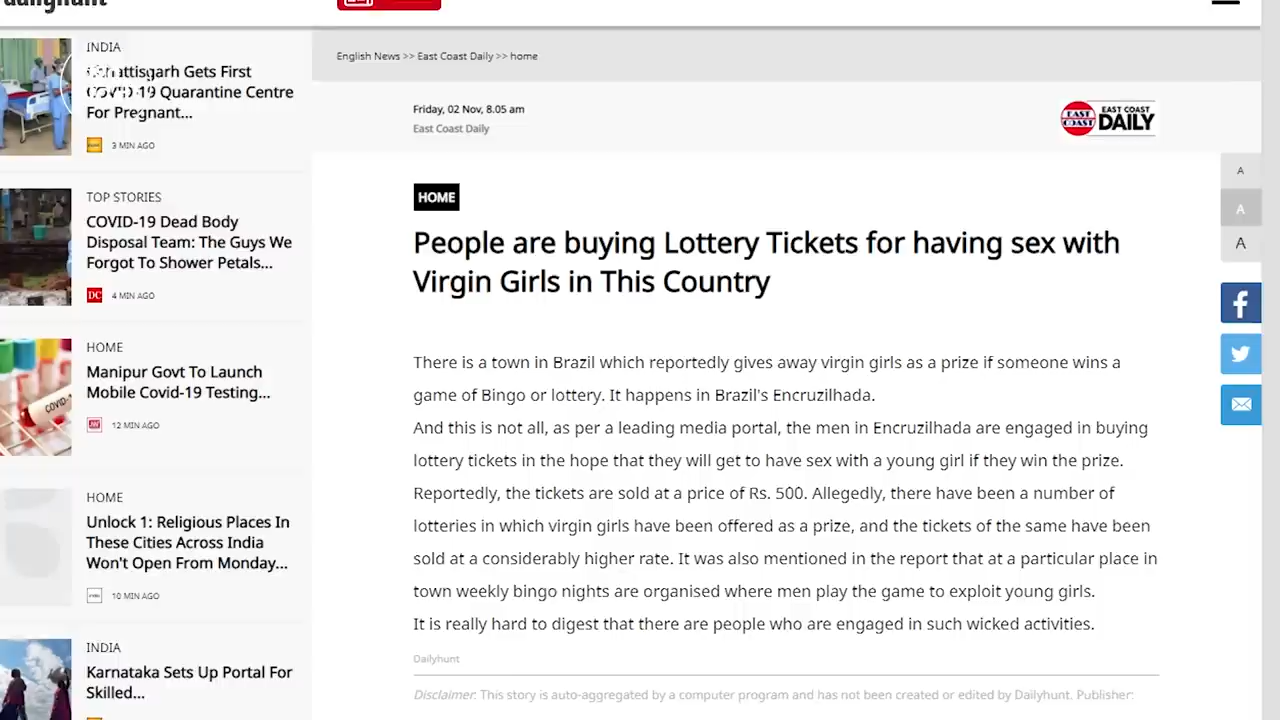 dailyhunt
INDIA
Gets First
COVID-19 Quarantine Centre
For Pregnant...
3 MIN AGO
TOP STORIES
COVID-19 Dead Body
Disposal Team: The Guys We
Forgot To Shower Petals...
DC
4 MIN AGO
HOME
Manipur Govt To Launch
Mobile Covid-19 Testing...
12 MIN AGO
HOME
Unlock 1: Religious Places In
These Cities Across India
Won't Open From Monday...
10 MIN AGO
INDIA
Karnataka Sets Up Portal For
Skilled...
English News >> East Coast Daily >> home
Friday, 02 Nov, 8.05 am
East Coast Daily
EAST COAST
EAST COAST
DAILY
HOME
People are buying Lottery Tickets for having sex with
Virgin Girls in This Country
There is a town in Brazil which reportedly gives away virgin girls as a prize if someone wins a
game of Bingo or lottery. It happens in Brazil's Encruzilhada.
And this is not all, as per a leading media portal, the men in Encruzilhada are engaged in buying
lottery tickets in the hope that they will get to have sex with a young girl if they win the prize.
Reportedly, the tickets are sold at a price of Rs. 500. Allegedly, there have been a number of
lotteries in which virgin girls have been offered as a prize, and the tickets of the same have been
sold at a considerably higher rate. It was also mentioned in the report that at a particular place in
town weekly bingo nights are organised where men play the game to exploit young girls.
It is really hard to digest that there are people who are engaged in such wicked activities.
Dailyhunt
Disclaimer: This story is auto-aggregated by a computer program and has not been created or edited by Dailyhunt. Publisher:
A
A
A